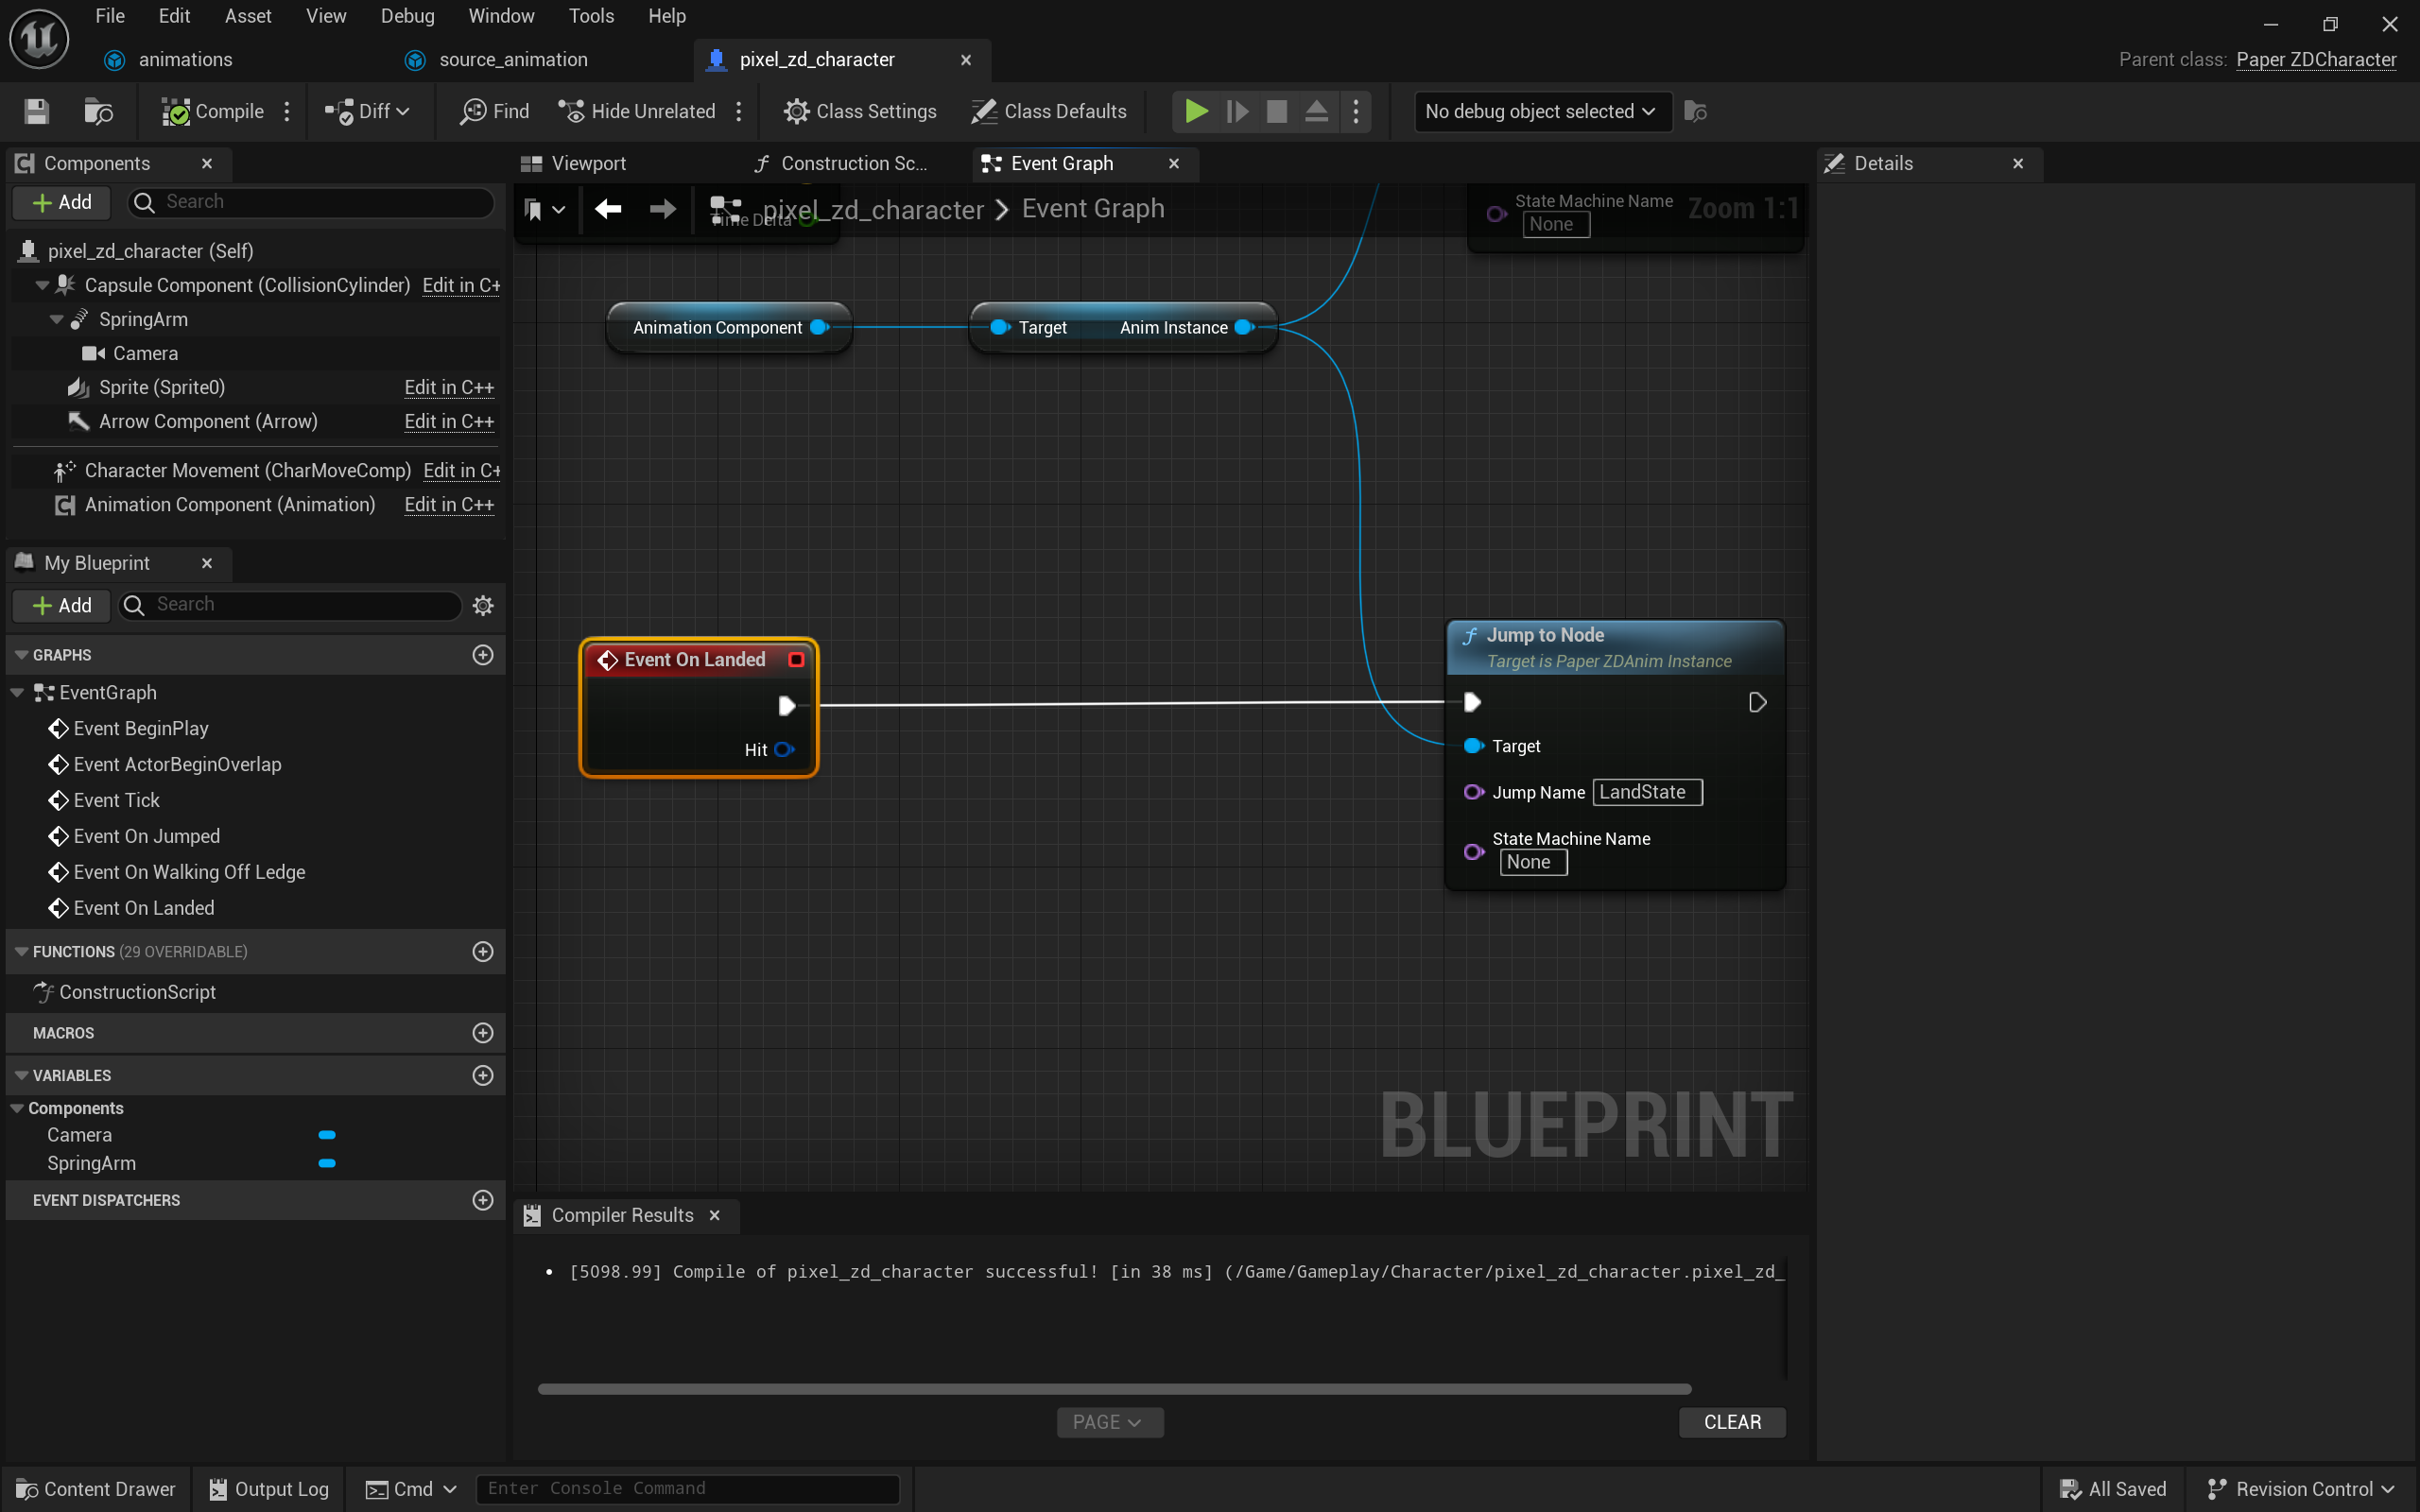 File Edit Asset View Debug Window Tools Help
animations source_animation pixel_zd_character Parent class: Paper ZDCharacter
Compile Diff Find Hide Unrelated Class Settings Class Defaults No debug object selected
Components Viewport Construction Sc... Event Graph Details
Add Search
pixel_zd_character > Event Graph Zoom 1:1
Time Delta
State Machine Name
None
pixel_zd_character (Self)
Capsule Component (CollisionCylinder) Edit in C+
SpringArm
Camera
Sprite (Sprite0) Edit in C++
Arrow Component (Arrow) Edit in C++
Character Movement (CharMoveComp) Edit in C+
Animation Component (Animation) Edit in C++
Animation Component Target Anim Instance
My Blueprint
Add Search
GRAPHS
EventGraph
Event BeginPlay
Event ActorBeginOverlap
Event Tick
Event On Jumped
Event On Walking Off Ledge
Event On Landed
FUNCTIONS (29 OVERRIDABLE)
ConstructionScript
MACROS
VARIABLES
Components
Camera
SpringArm
EVENT DISPATCHERS
Event On Landed
Hit
Jump to Node
Target is Paper ZDAnim Instance
Target
Jump Name LandState
State Machine Name
None
BLUEPRINT
Compiler Results
• [5098.99] Compile of pixel_zd_character successful! [in 38 ms] (/Game/Gameplay/Character/pixel_zd_character.pixel_zd_
PAGE CLEAR
Content Drawer Output Log Cmd Enter Console Command All Saved Revision Control